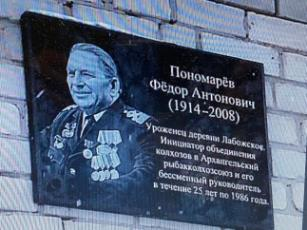 Пономарёв
Фёдор Антонович
(1914-2008)
Уроженец деревни Лабожское.
Инициатор объединения
колхозов в Архангельский
рыбакколхозсоюз и его
бессменный руководитель
в течение 25 лет по 1986 года.